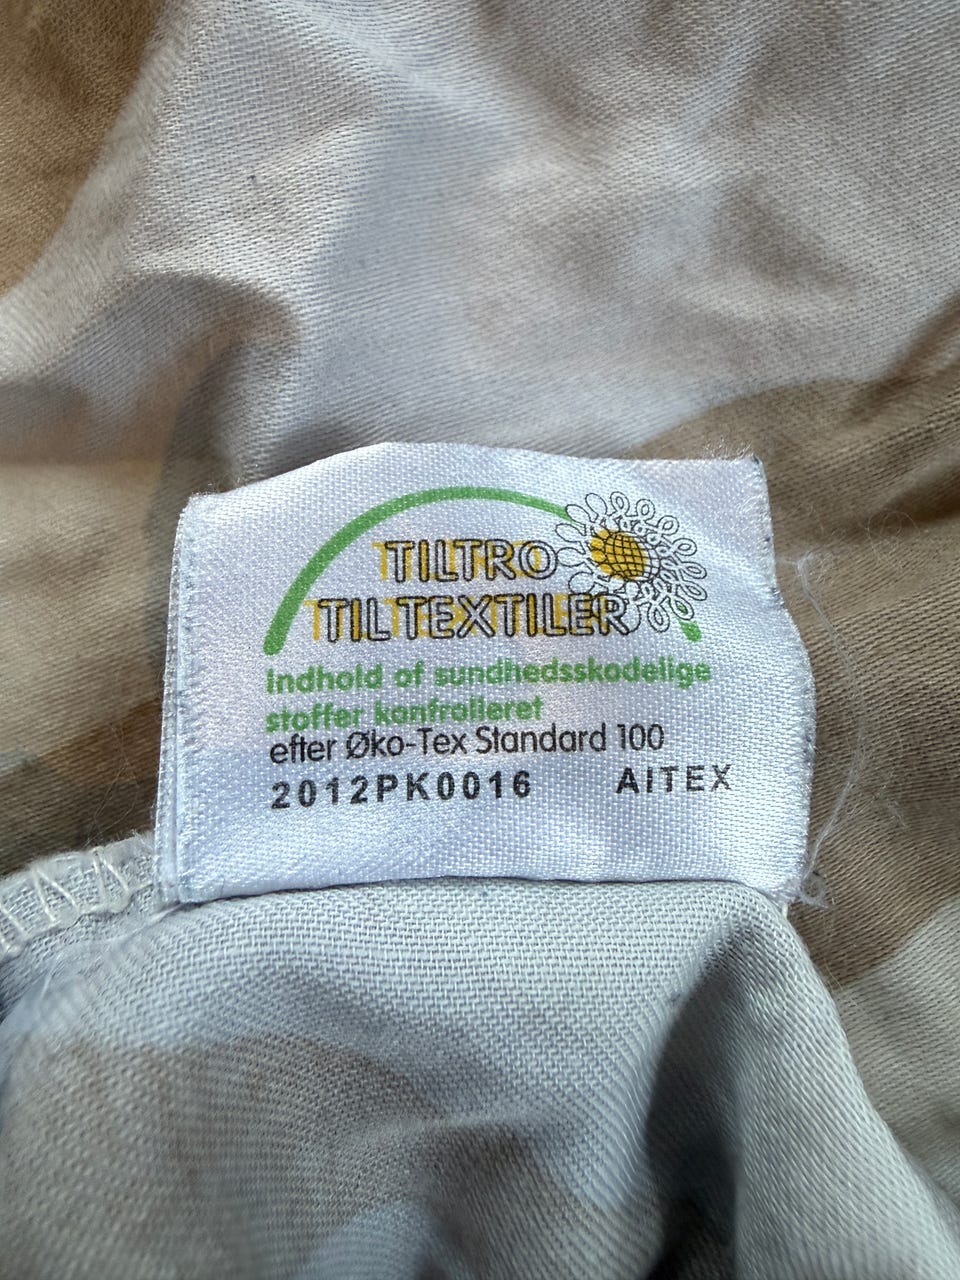 TILTRO
TILTEXTILER
Indhold af sundhedsskadelige
stoffer kontrolleret
efter Øko-Tex Standard 100
2012PK0016 AITEX